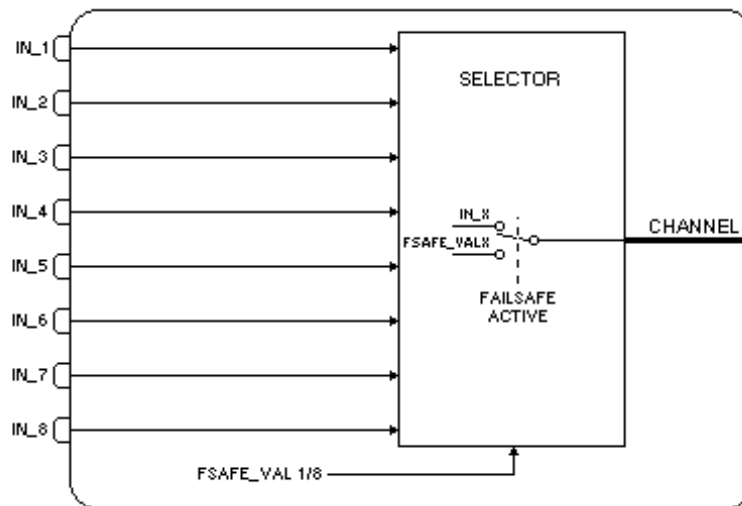 IN_1
SELECTOR
IN_2
IN_3
IN_4
IN_X
CHANNEL
FSAFE_VALX
IN_5
FAILSAFE
ACTIVE
IN_6
IN_7
IN_8
FSAFE_VAL 1/8